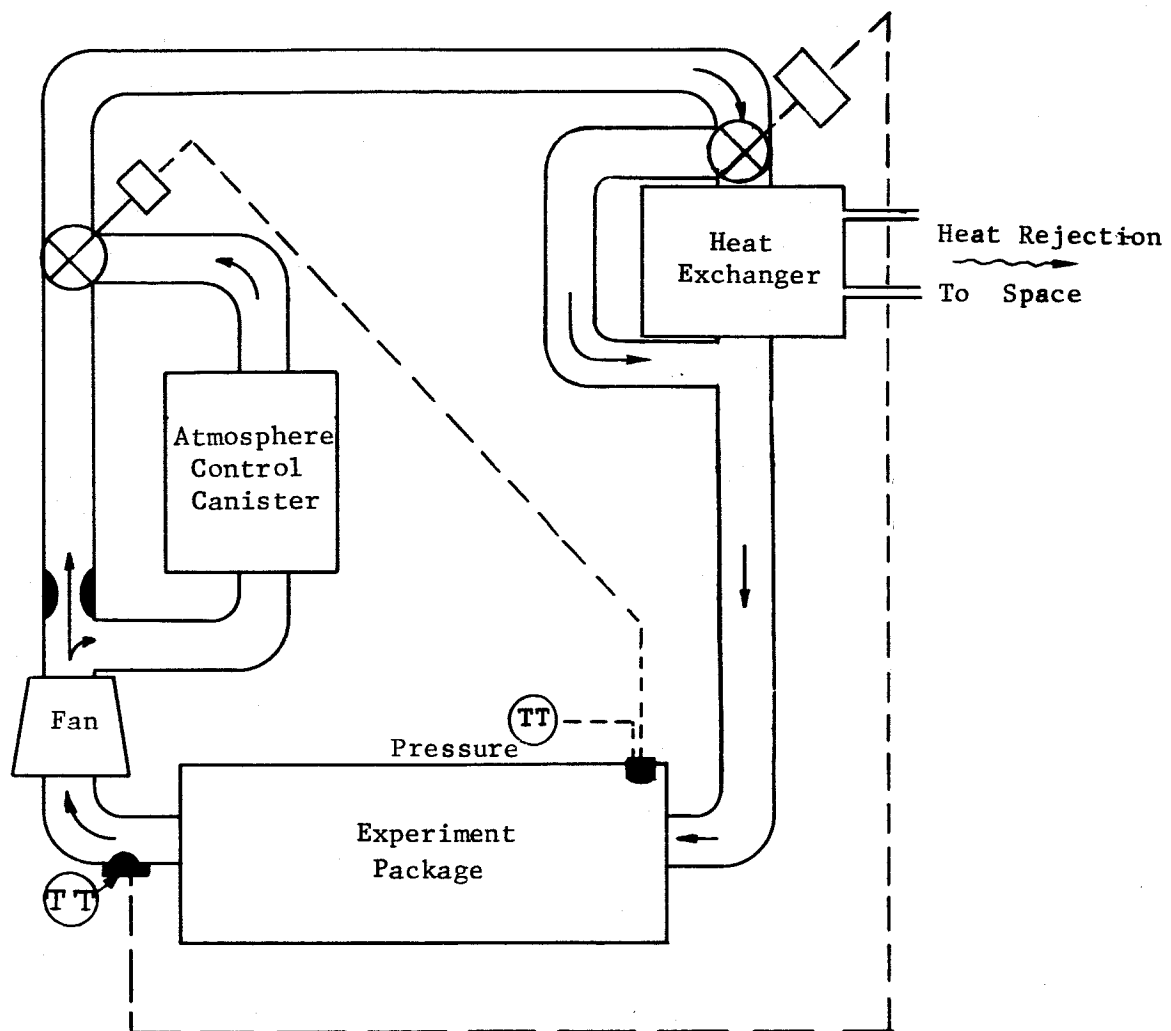 Heat
Exchanger
Heat Rejection
To Space
Atmosphere
Control
Canister
Fan
TT
Pressure
Experiment
Package
TT